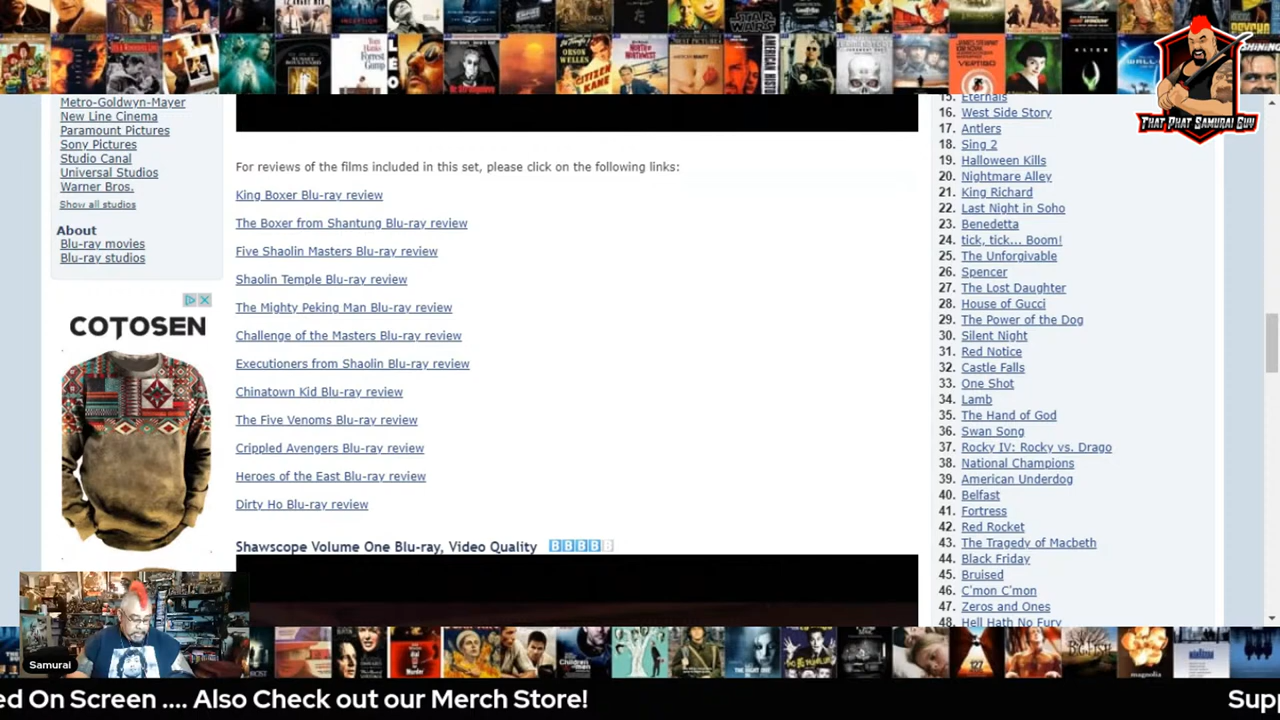 THAT PHAT SAMURAI GUY
Metro-Goldwyn-Mayer
New Line Cinema
Paramount Pictures
Sony Pictures
Studio Canal
Universal Studios
Warner Bros.
Show all studios
About
Blu-ray movies
Blu-ray studios
COTOSEN
For reviews of the films included in this set, please click on the following links:
King Boxer Blu-ray review
The Boxer from Shantung Blu-ray review
Five Shaolin Masters Blu-ray review
Shaolin Temple Blu-ray review
The Mighty Peking Man Blu-ray review
Challenge of the Masters Blu-ray review
Executioners from Shaolin Blu-ray review
Chinatown Kid Blu-ray review
The Five Venoms Blu-ray review
Crippled Avengers Blu-ray review
Heroes of the East Blu-ray review
Dirty Ho Blu-ray review
Shawscope Volume One Blu-ray, Video Quality
15. Eternals
16. West Side Story
17. Antlers
18. Sing 2
19. Halloween Kills
20. Nightmare Alley
21. King Richard
22. Last Night in Soho
23. Benedetta
24. tick, tick... Boom!
25. The Unforgivable
26. Spencer
27. The Lost Daughter
28. House of Gucci
29. The Power of the Dog
30. Silent Night
31. Red Notice
32. Castle Falls
33. One Shot
34. Lamb
35. The Hand of God
36. Swan Song
37. Rocky IV: Rocky vs. Drago
38. National Champions
39. American Underdog
40. Belfast
41. Fortress
42. Red Rocket
43. The Tragedy of Macbeth
44. Black Friday
45. Bruised
46. C'mon C'mon
47. Zeros and Ones
48. Hell Hath No Fury
Samurai
ed On Screen .... Also Check out our Merch Store!
Supp